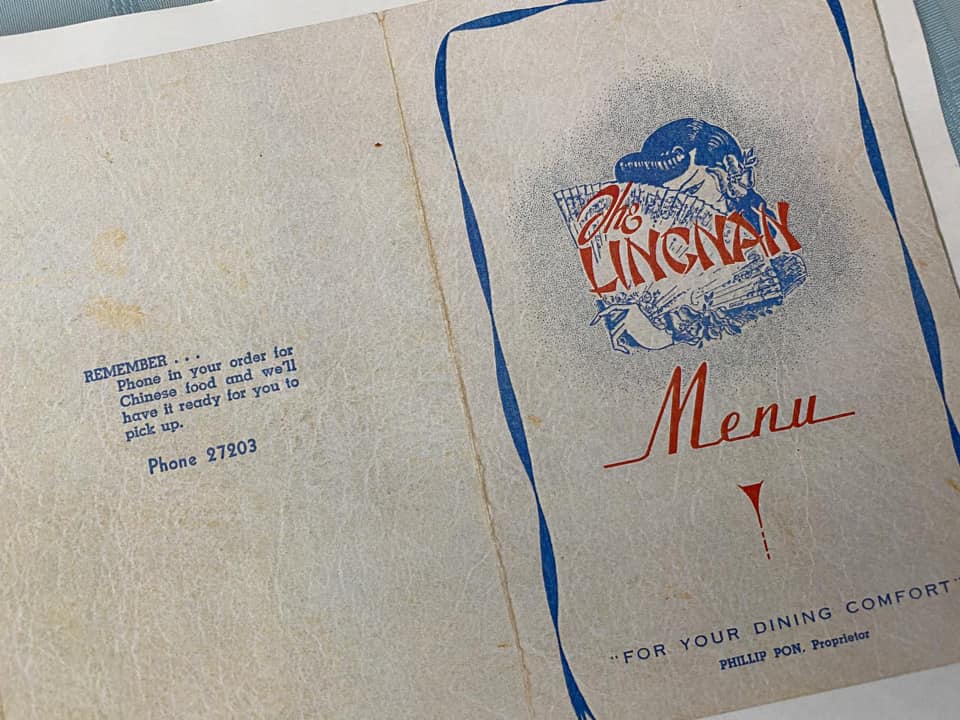 REMEMBER . . .
Phone in your order for
Chinese food and we'll
have it ready for you to
pick up.
Phone 27203
The
LINGNAN
Menu
"FOR YOUR DINING COMFORT"
PHILLIP PON, Proprietor